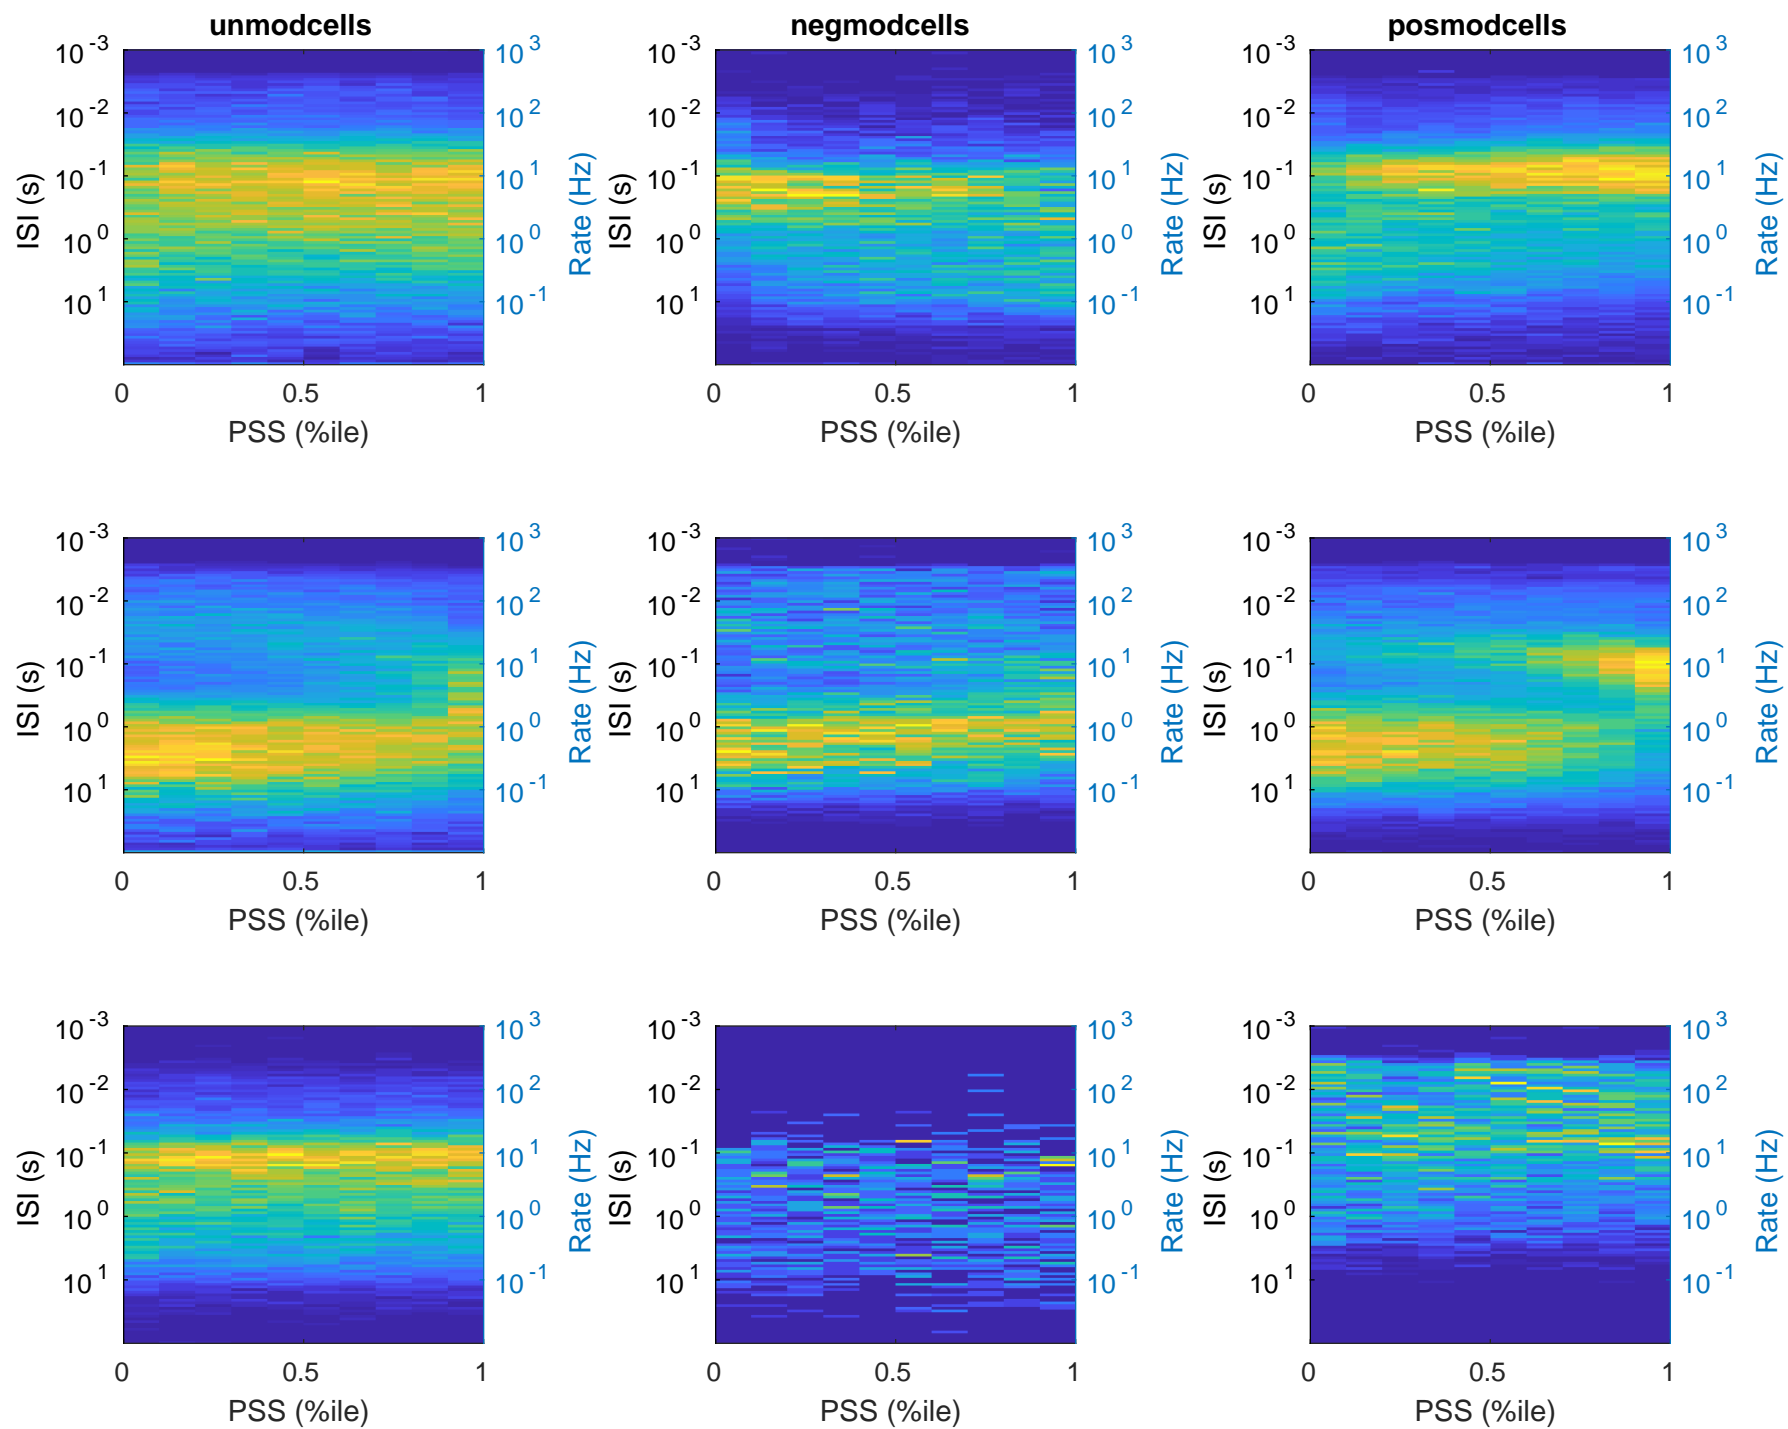 unmodcells negmodcells posmodcells
10^-3 10^3 10^-3 10^3 10^-3 10^3
10^-2 10^2 10^-2 10^2 10^-2 10^2
10^-1 10^1 10^-1 10^1 10^-1 10^1
10^0 10^0 10^0 10^0 10^0 10^0
10^1 10^-1 10^1 10^-1 10^1 10^-1
ISI (s) Rate (Hz) ISI (s) Rate (Hz) ISI (s) Rate (Hz)
0 0.5 1 0 0.5 1 0 0.5 1
PSS (%ile) PSS (%ile) PSS (%ile)
10^-3 10^3 10^-3 10^3 10^-3 10^3
10^-2 10^2 10^-2 10^2 10^-2 10^2
10^-1 10^1 10^-1 10^1 10^-1 10^1
10^0 10^0 10^0 10^0 10^0 10^0
10^1 10^-1 10^1 10^-1 10^1 10^-1
ISI (s) Rate (Hz) ISI (s) Rate (Hz) ISI (s) Rate (Hz)
0 0.5 1 0 0.5 1 0 0.5 1
PSS (%ile) PSS (%ile) PSS (%ile)
10^-3 10^3 10^-3 10^3 10^-3 10^3
10^-2 10^2 10^-2 10^2 10^-2 10^2
10^-1 10^1 10^-1 10^1 10^-1 10^1
10^0 10^0 10^0 10^0 10^0 10^0
10^1 10^-1 10^1 10^-1 10^1 10^-1
ISI (s) Rate (Hz) ISI (s) Rate (Hz) ISI (s) Rate (Hz)
0 0.5 1 0 0.5 1 0 0.5 1
PSS (%ile) PSS (%ile) PSS (%ile)